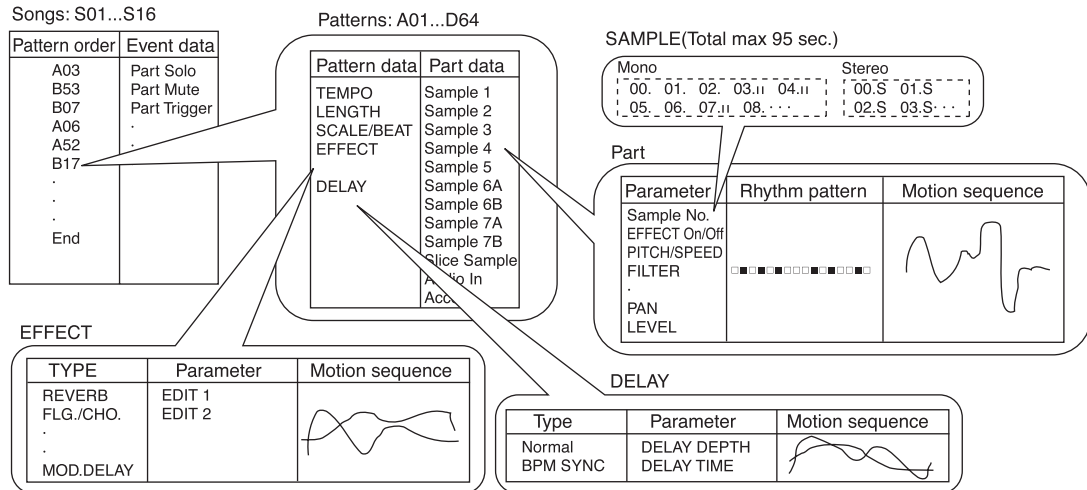 Songs: S01...S16
Pattern order Event data
A03 Part Solo
B53 Part Mute
B07 Part Trigger
A06 .
A52 .
B17
.
.
.
End
Patterns: A01...D64
Pattern data Part data
TEMPO Sample 1
LENGTH Sample 2
SCALE/BEAT Sample 3
EFFECT Sample 4
Sample 5
DELAY Sample 6A
Sample 6B
Sample 7A
Sample 7B
Slice Sample
In
SAMPLE(Total max 95 sec.)
Mono Stereo
00. 01. 02. 03.ıı 04.ıı 00.S 01.S
05. 06. 07.ıı 08. · · · 02.S 03.S· · ·
Part
Parameter Rhythm pattern Motion sequence
Sample No.
EFFECT On/Off
PITCH/SPEED
FILTER
.
PAN
LEVEL
EFFECT
TYPE Parameter Motion sequence
REVERB EDIT 1
FLG./CHO. EDIT 2
.
.
MOD.DELAY
DELAY
Type Parameter Motion sequence
Normal DELAY DEPTH
BPM SYNC DELAY TIME